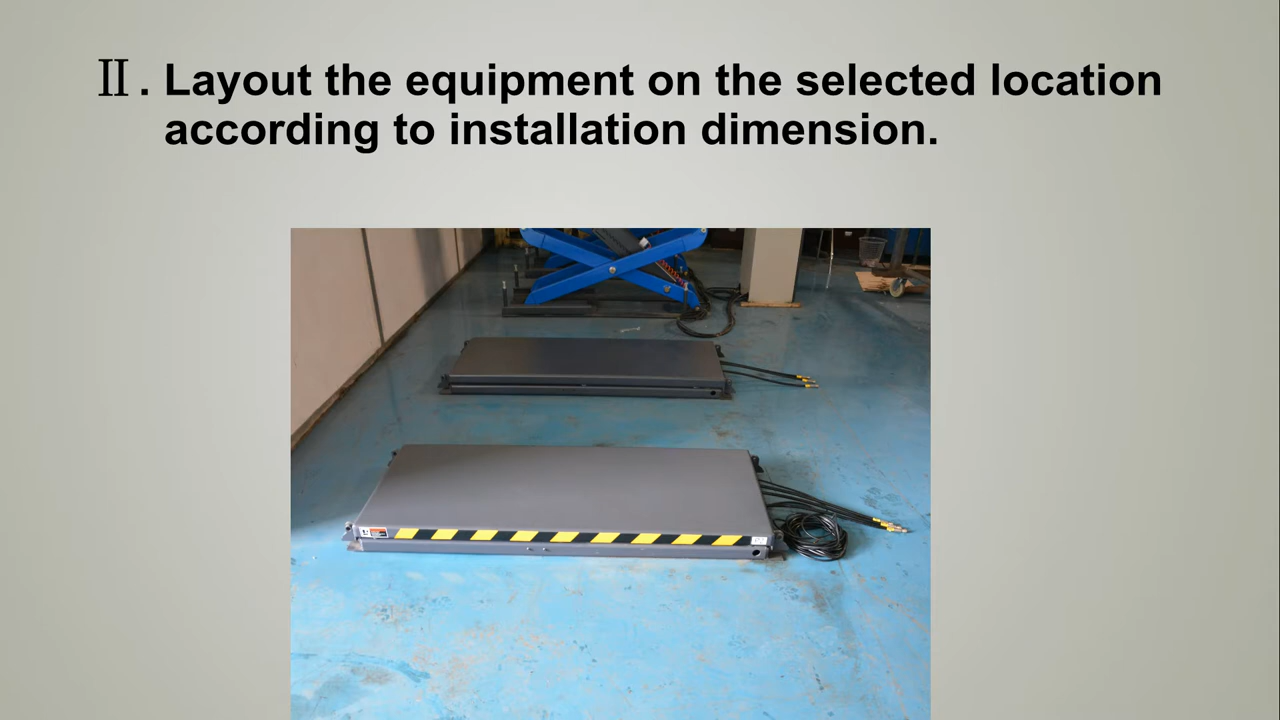 Ⅱ. Layout the equipment on the selected location
according to installation dimension.